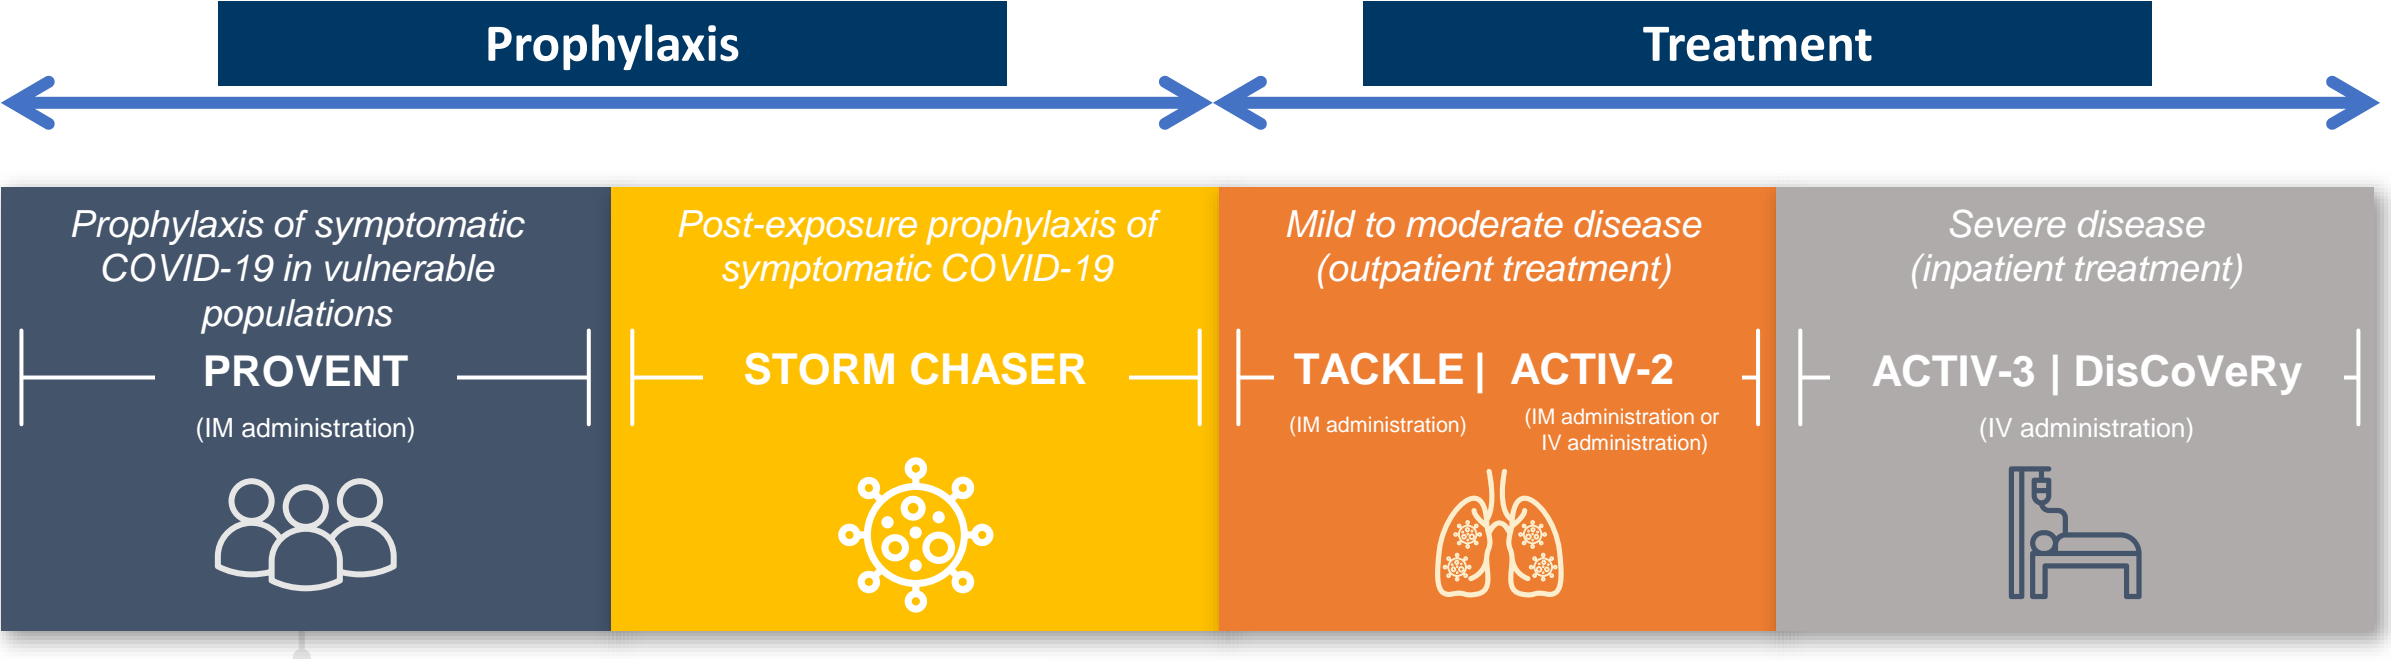 Prophylaxis
Treatment
Prophylaxis of symptomatic
COVID-19 in vulnerable
populations
PROVENT
(IM administration)
Post-exposure prophylaxis of
symptomatic COVID-19
STORM CHASER
Mild to moderate disease
(outpatient treatment)
TACKLE | ACTIV-2
(IM administration)
(IM administration or
IV administration)
Severe disease
(inpatient treatment)
ACTIV-3 | DisCoVeRy
(IV administration)